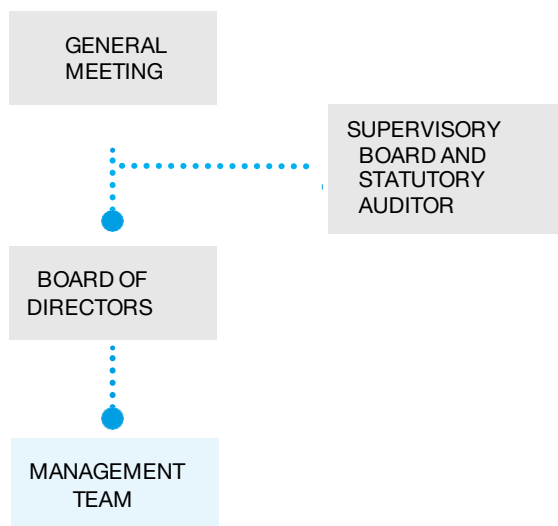 GENERAL
MEETING
SUPERVISORY
BOARD AND
STATUTORY
AUDITOR
BOARD OF
DIRECTORS
MANAGEMENT
TEAM